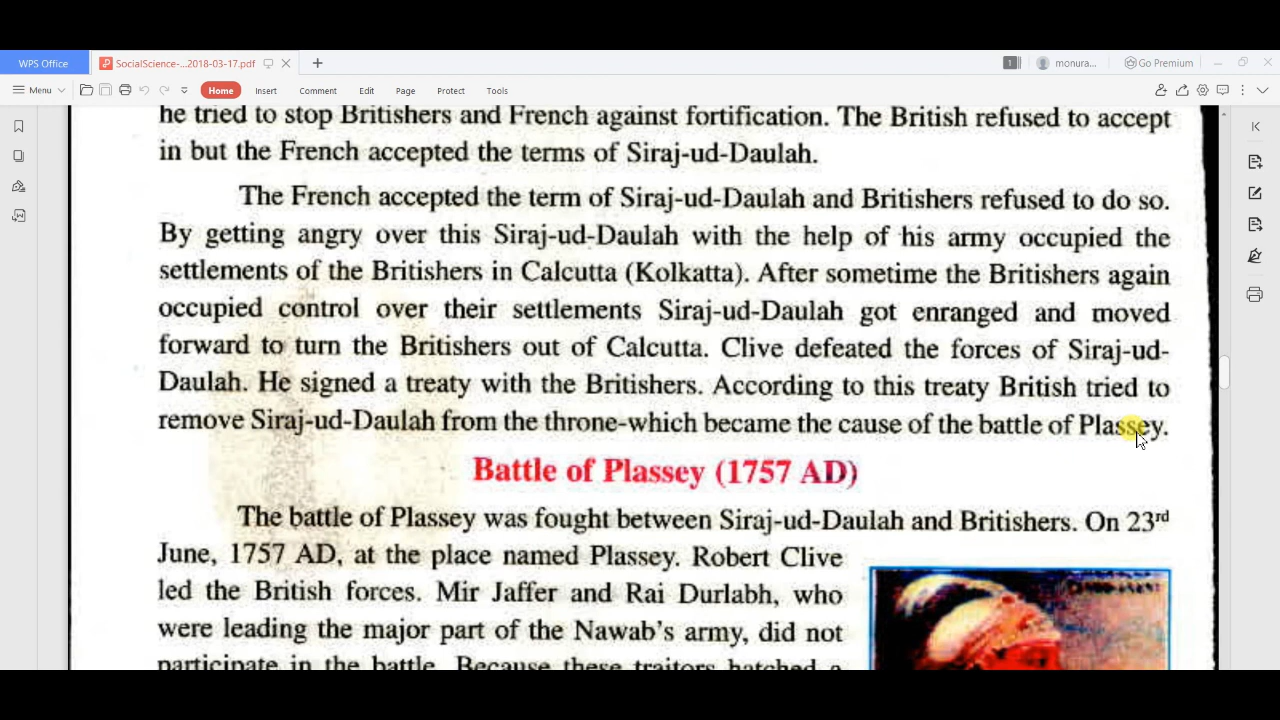 WPS Office
SocialScience-...2018-03-17.pdf
1
monura...
Go Premium
Menu
Home
Insert
Comment
Edit
Page
Protect
Tools
he tried to stop Britishers and French against fortification. The British refused to accept
in but the French accepted the terms of Siraj-ud-Daulah.
The French accepted the term of Siraj-ud-Daulah and Britishers refused to do so.
By getting angry over this Siraj-ud-Daulah with the help of his army occupied the
settlements of the Britishers in Calcutta (Kolkatta). After sometime the Britishers again
occupied control over their settlements Siraj-ud-Daulah got enranged and moved
forward to turn the Britishers out of Calcutta. Clive defeated the forces of Siraj-ud-
Daulah. He signed a treaty with the Britishers. According to this treaty British tried to
remove Siraj-ud-Daulah from the throne-which became the cause of the battle of Plassey.
Battle of Plassey (1757 AD)
The battle of Plassey was fought between Siraj-ud-Daulah and Britishers. On 23rd
June, 1757 AD, at the place named Plassey. Robert Clive
led the British forces. Mir Jaffer and Rai Durlabh, who
were leading the major part of the Nawab's army, did not
participate in the battle. Because these traitors hatched a